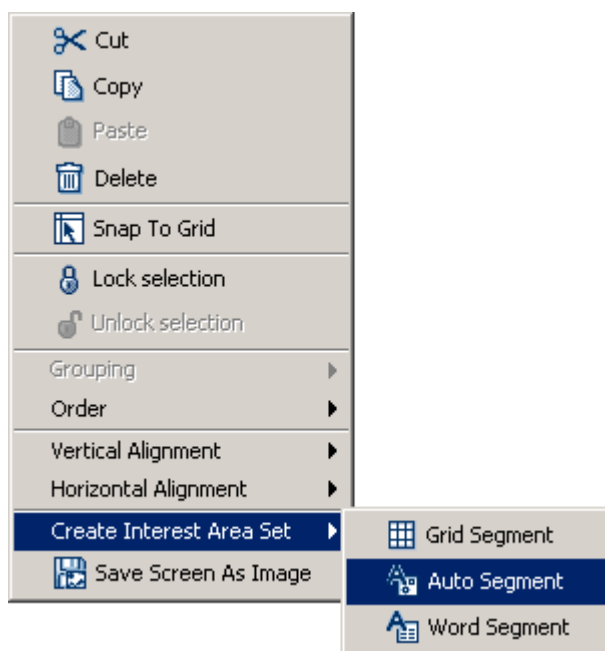 Cut
Copy
Paste
Delete
Snap To Grid
Lock selection
Unlock selection
Grouping
Order
Vertical Alignment
Horizontal Alignment
Create Interest Area Set
Save Screen As Image
Grid Segment
Auto Segment
Word Segment